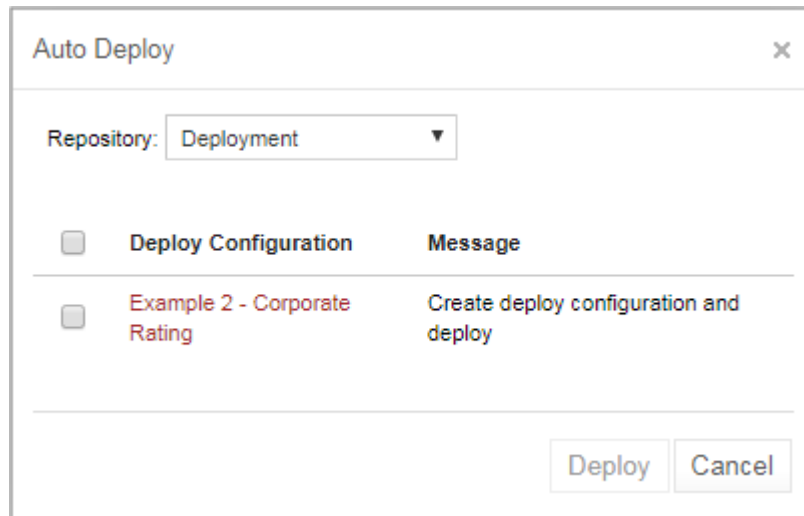 Auto Deploy ×
Repository: Deployment ▼
Deploy Configuration Message
Example 2 - Corporate Create deploy configuration and
Rating deploy
Deploy Cancel